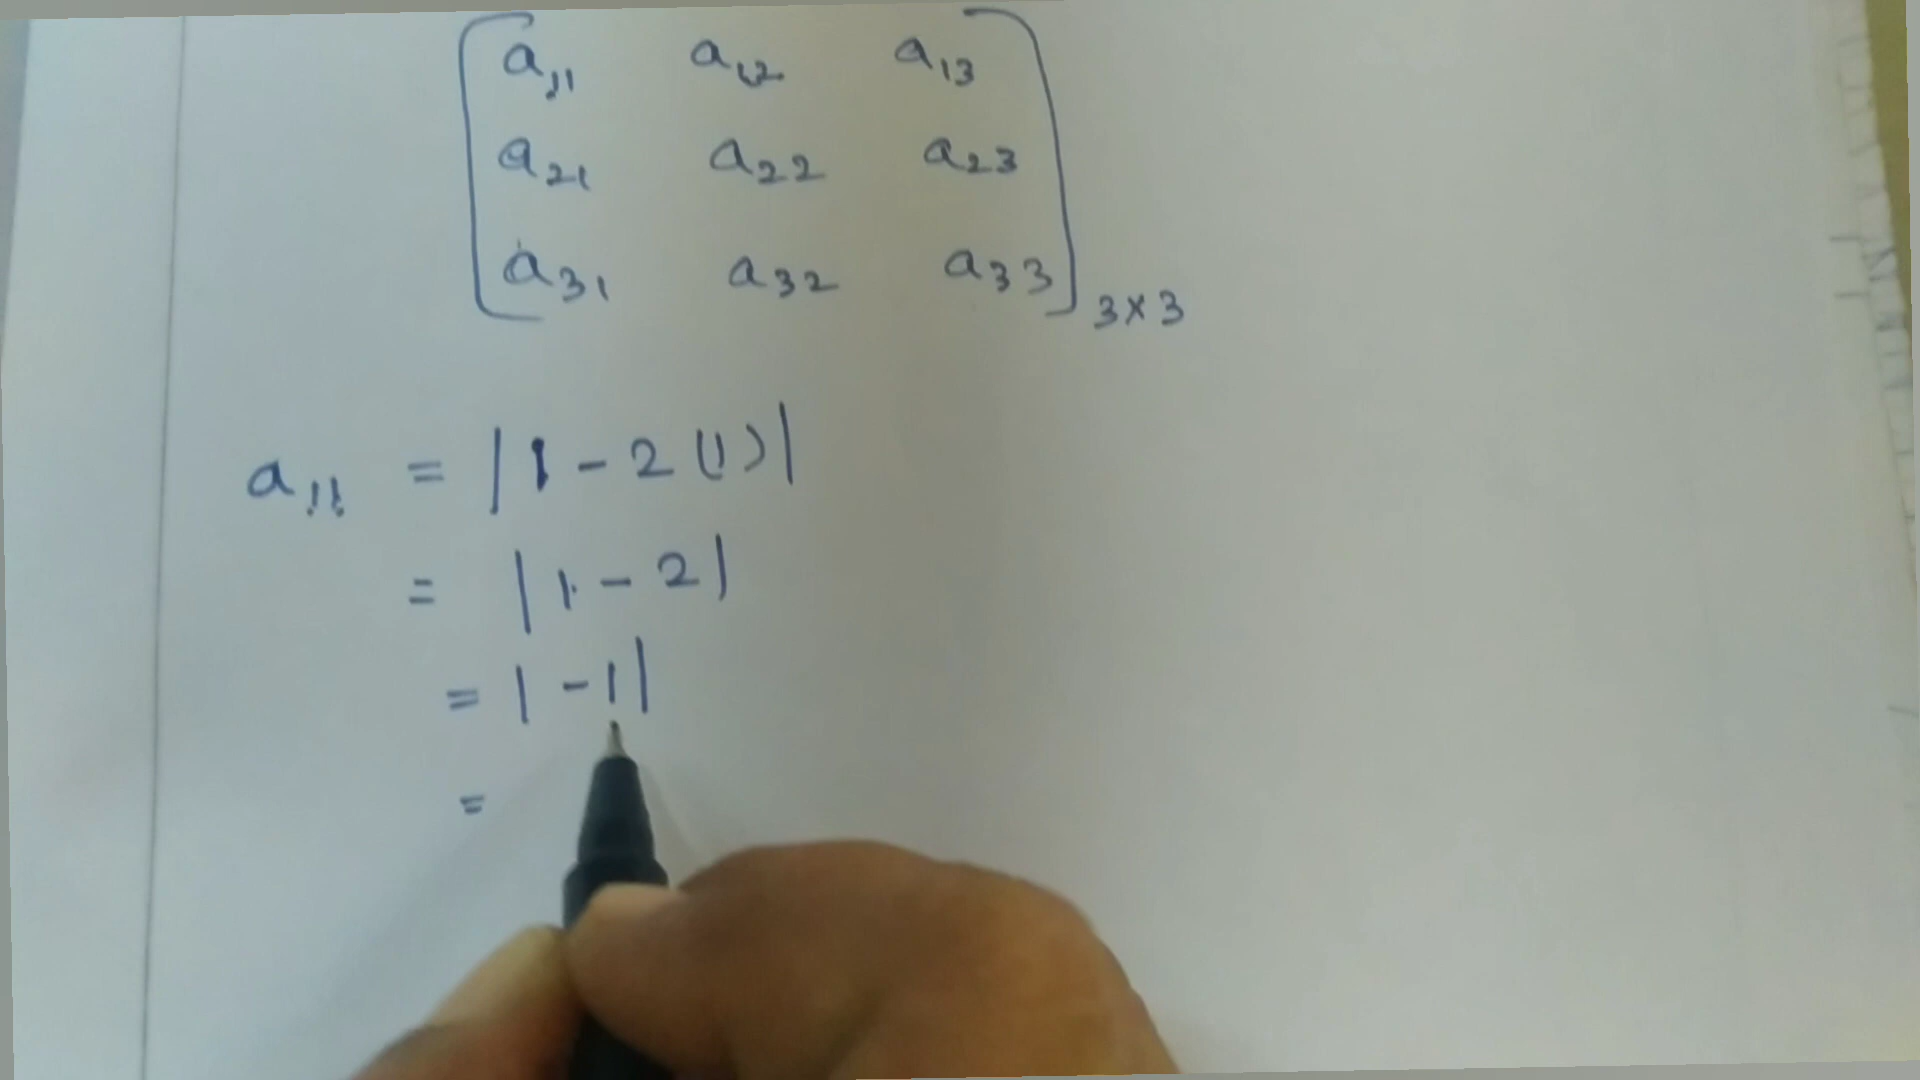 a₁₁ a₁₂ a₁₃
a₂₁ a₂₂ a₂₃
a₃₁ a₃₂ a₃₃ 3×3
a₁₁ = |1 - 2(1)|
= |1 - 2|
= |-1|
=